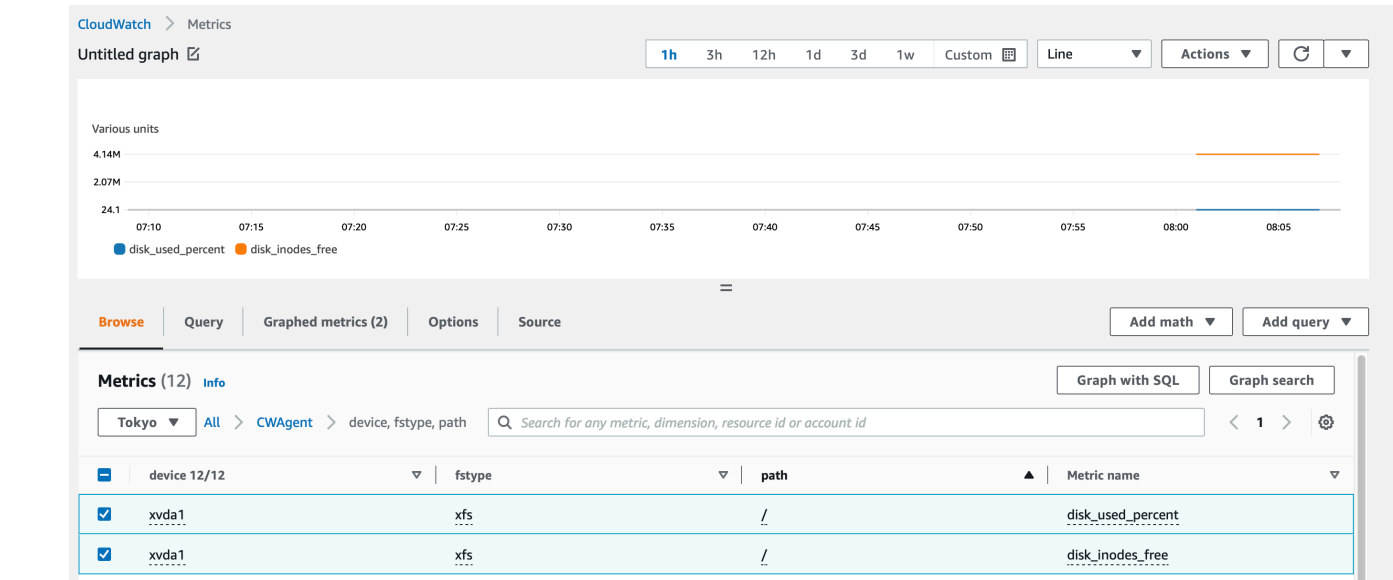 CloudWatch > Metrics
Untitled graph
1h 3h 12h 1d 3d 1w Custom Line Actions
Various units
4.14M
2.07M
24.1
07:10 07:15 07:20 07:25 07:30 07:35 07:40 07:45 07:50 07:55 08:00 08:05
disk_used_percent disk_inodes_free
Browse Query Graphed metrics (2) Options Source Add math Add query
Metrics (12) Info Graph with SQL Graph search
Tokyo All > CWAgent > device, fstype, path Search for any metric, dimension, resource id or account id < 1 >
device 12/12 fstype path Metric name
xvda1 xfs / disk_used_percent
xvda1 xfs / disk_inodes_free